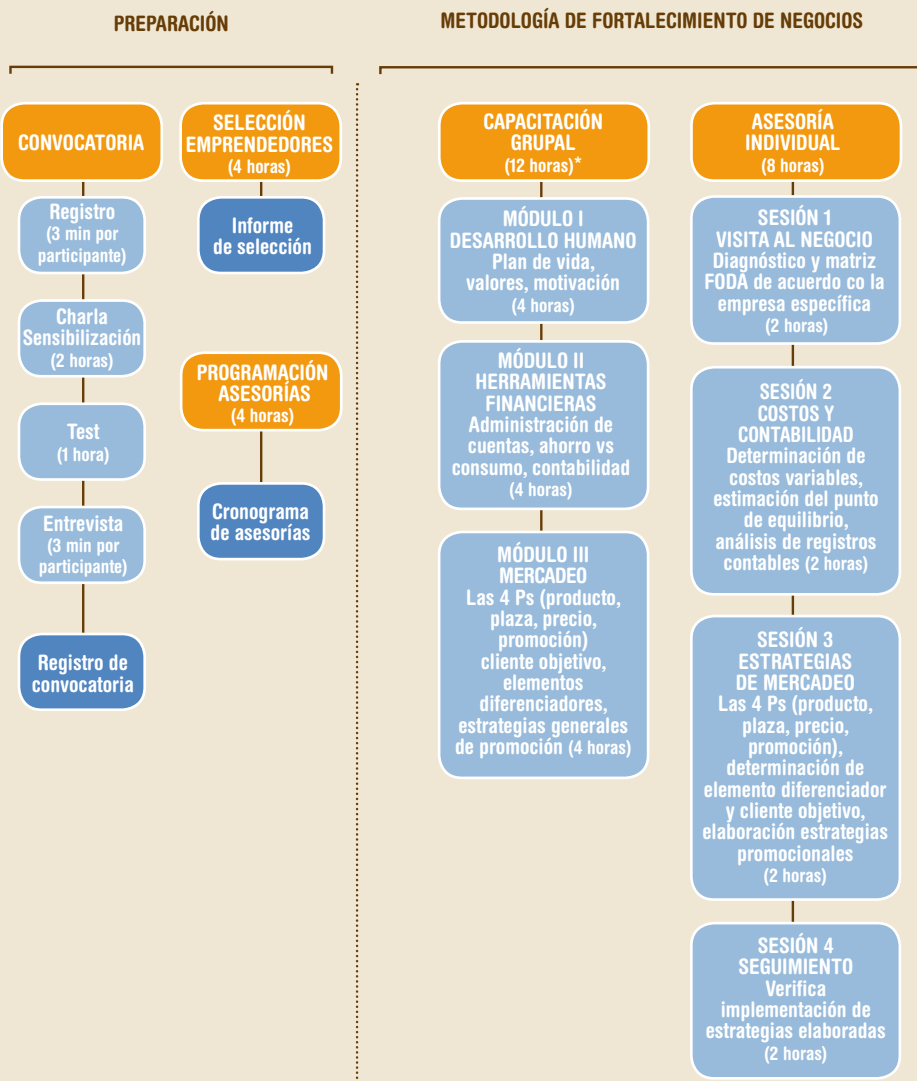 PREPARACIÓN
METODOLOGÍA DE FORTALECIMIENTO DE NEGOCIOS
CONVOCATORIA
Registro
(3 min por
participante)
Charla
Sensibilización
(2 horas)
Test
(1 hora)
Entrevista
(3 min por
participante)
Registro de
convocatoria
SELECCIÓN
EMPRENDEDORES
(4 horas)
Informe
de selección
PROGRAMACIÓN
ASESORÍAS
(4 horas)
Cronograma
de asesorías
CAPACITACIÓN
GRUPAL
(12 horas)*
MÓDULO I
DESARROLLO HUMANO
Plan de vida,
valores, motivación
(4 horas)
MÓDULO II
HERRAMIENTAS
FINANCIERAS
Administración de
cuentas, ahorro vs
consumo, contabilidad
(4 horas)
MÓDULO III
MERCADEO
Las 4 Ps (producto,
plaza, precio,
promoción)
cliente objetivo,
elementos
diferenciadores,
estrategias generales
de promoción (4 horas)
ASESORÍA
INDIVIDUAL
(8 horas)
SESIÓN 1
VISITA AL NEGOCIO
Diagnóstico y matriz
FODA de acuerdo co la
empresa específica
(2 horas)
SESIÓN 2
COSTOS Y
CONTABILIDAD
Determinación de
costos variables,
estimación del punto
de equilibrio,
análisis de registros
contables (2 horas)
SESIÓN 3
ESTRATEGIAS
DE MERCADEO
Las 4 Ps (producto,
plaza, precio,
promoción),
determinación de
elemento diferenciador
y cliente objetivo,
elaboración estrategias
promocionales
(2 horas)
SESIÓN 4
SEGUIMIENTO
Verifica
implementación de
estrategias elaboradas
(2 horas)